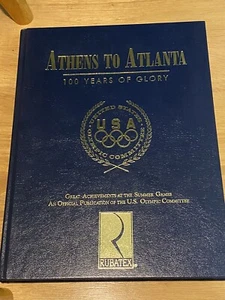 ATHENS TO ATLANTA
100 YEARS OF GLORY
UNITED STATES
USA
OLYMPIC COMMITTEE
GREAT ACHIEVEMENTS AT THE SUMMER GAMES
AN OFFICIAL PUBLICATION OF THE U.S. OLYMPIC COMMITTEE
R
RUBATEX®